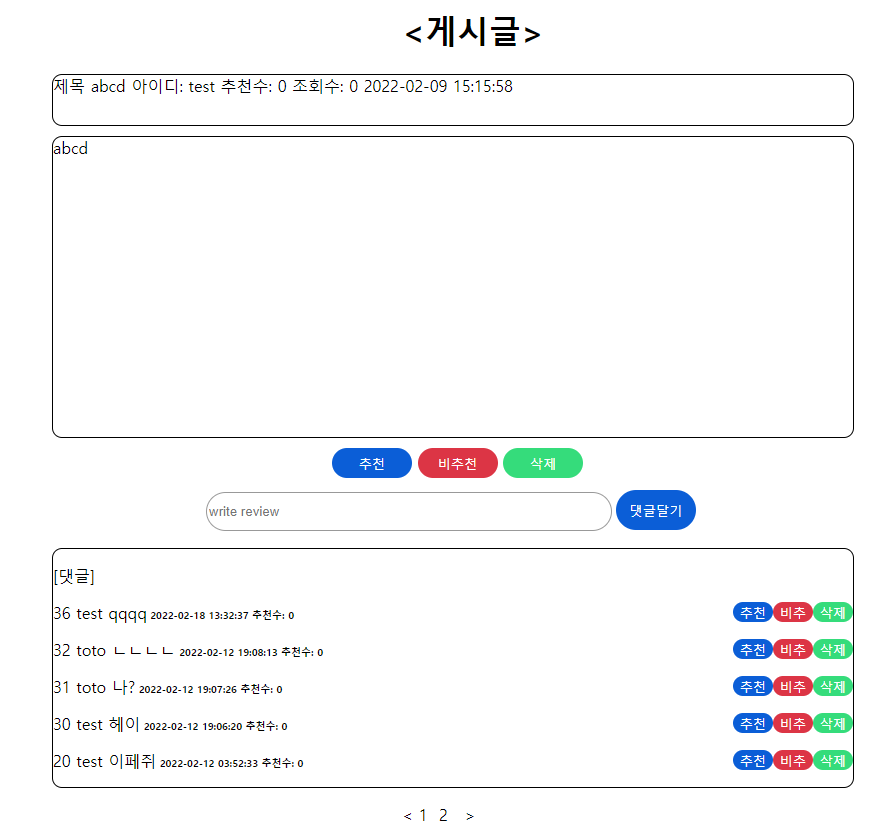 <게시글>
제목 abcd 아이디: test 추천수: 0 조회수: 0 2022-02-09 15:15:58
abcd
추천 비추천 삭제
write review 댓글달기
[댓글]
36 test qqqq 2022-02-18 13:32:37 추천수: 0 추천 비추 삭제
32 toto ㄴㄴㄴㄴ 2022-02-12 19:08:13 추천수: 0 추천 비추 삭제
31 toto 나? 2022-02-12 19:07:26 추천수: 0 추천 비추 삭제
30 test 헤이 2022-02-12 19:06:20 추천수: 0 추천 비추 삭제
20 test 이페쥐 2022-02-12 03:52:33 추천수: 0 추천 비추 삭제
< 1 2 >